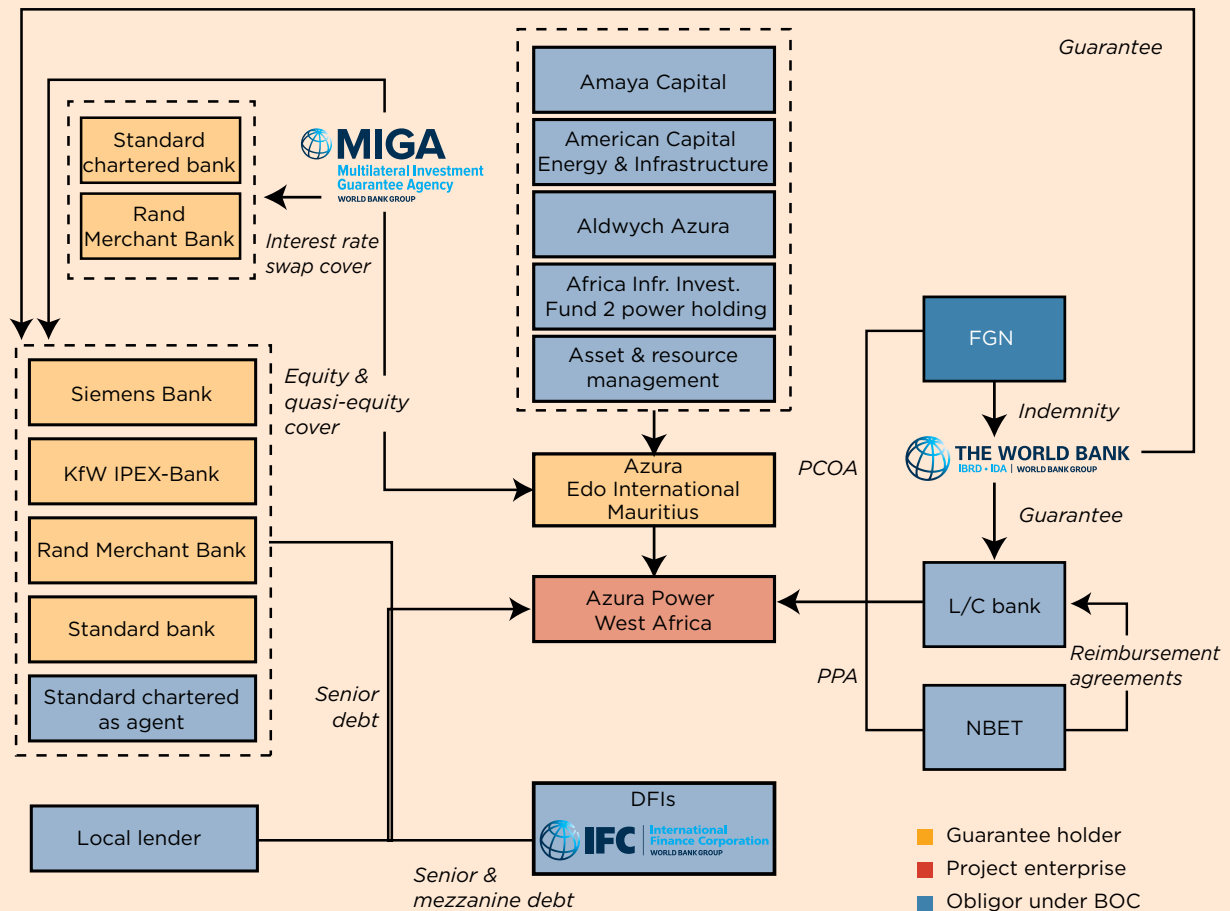 Guarantee
Amaya Capital
American Capital
Energy & Infrastructure
Aldwych Azura
Africa Infr. Invest.
Fund 2 power holding
Asset & resource
management
Standard
chartered bank
Rand
Merchant Bank
MIGA
Multilateral Investment
Guarantee Agency
WORLD BANK GROUP
Interest rate
swap cover
Siemens Bank
KfW IPEX-Bank
Rand Merchant Bank
Standard bank
Standard chartered
as agent
Equity &
quasi-equity
cover
Azura
Edo International
Mauritius
Azura Power
West Africa
FGN
Indemnity
THE WORLD BANK
IBRD • IDA | WORLD BANK GROUP
PCOA
Guarantee
L/C bank
Reimbursement
agreements
PPA
NBET
Senior
debt
Local lender
DFIs
IFC
International
Finance Corporation
WORLD BANK GROUP
Senior &
mezzanine debt
Guarantee holder
Project enterprise
Obligor under BOC